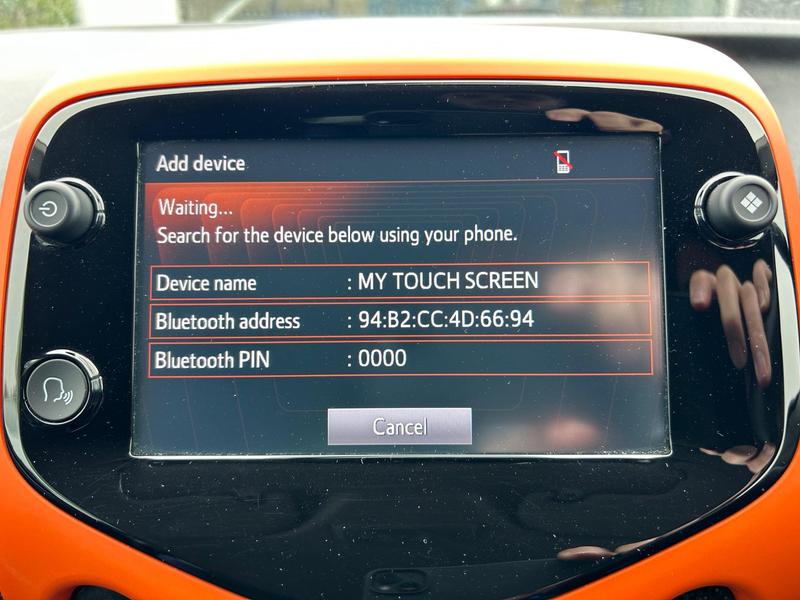 Add device
Waiting...
Search for the device below using your phone.
Device name : MY TOUCH SCREEN
Bluetooth address : 94:B2:CC:4D:66:94
Bluetooth PIN : 0000
Cancel